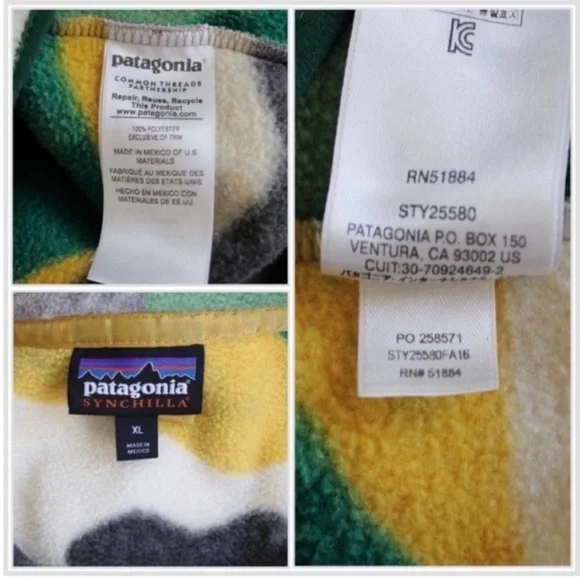 patagonia®
COMMON THREADS
PARTNERSHIP
Repair, Reuse, Recycle
This Product
www.patagonia.com
100% POLYESTER
EXCLUSIVE OF TRIM
MADE IN MEXICO OF U.S.
MATERIALS
FABRIQUÉ AU MEXIQUE DES
MATIÈRES DES ÉTATS-UNIS
HECHO EN MÉXICO CON
MATERIALES DE EE.UU.
RN51884
STY25580
PATAGONIA P.O. BOX 150
VENTURA, CA 93002 US
CUIT:30-70924649-2
PO 258571
STY25580FA16
RN# 51884
patagonia®
SYNCHILLA®
XL
MADE IN
MEXICO